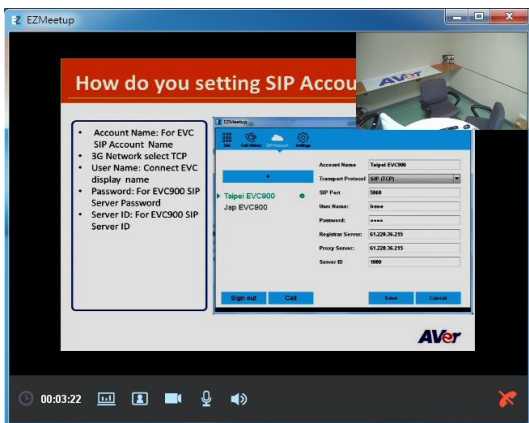 EZMeetup
How do you setting SIP Accou
AVer
• Account Name: For EVC
SIP Account Name
• 3G Network select TCP
• User Name: Connect EVC
display name
• Password: For EVC900 SIP
Server Password
• Server ID: For EVC900 SIP
Server ID
EZMeetup
Dial Call History SIP Account Settings
+
Taipei EVC900
Jap EVC900
Sign out Call
Account Name Taipei EVC900
Transport Protocol SIP (TCP)
SIP Port 5060
User Name: Irene
Password: ••••
Registrar Server: 61.220.36.215
Proxy Server: 61.220.36.215
Server ID 1000
Save Cancel
AVer
00:03:22